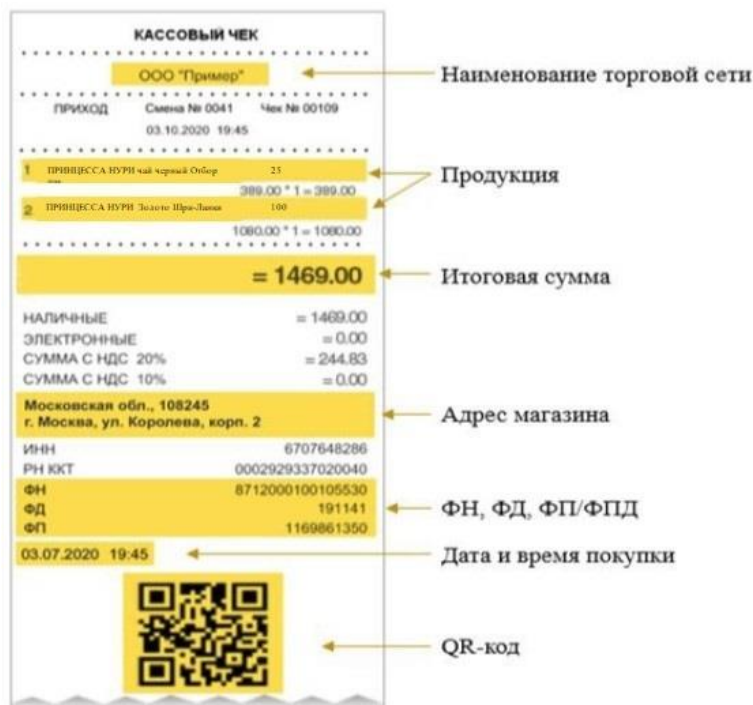 КАССОВЫЙ ЧЕК
ООО "Пример"
Наименование торговой сети
ПРИХОД Смена № 0041 Чек № 00109
03.10.2020 19:45
1 ПРИНЦЕССА НУРИ чай черный Отбор 25
389.00 * 1 = 389.00
Продукция
2 ПРИНЦЕССА НУРИ Золото Шри-Ланки 100
1080.00 * 1 = 1080.00
= 1469.00
Итоговая сумма
НАЛИЧНЫЕ = 1469.00
ЭЛЕКТРОННЫЕ = 0.00
СУММА С НДС 20% = 244.83
СУММА С НДС 10% = 0.00
Московская обл., 108245
г. Москва, ул. Королева, корп. 2
Адрес магазина
ИНН 6707648286
РН ККТ 0002929337020040
ФН 8712000100105530
ФД 191141
ФП 1169861350
ФН, ФД, ФП/ФПД
03.07.2020 19:45
Дата и время покупки
QR-код